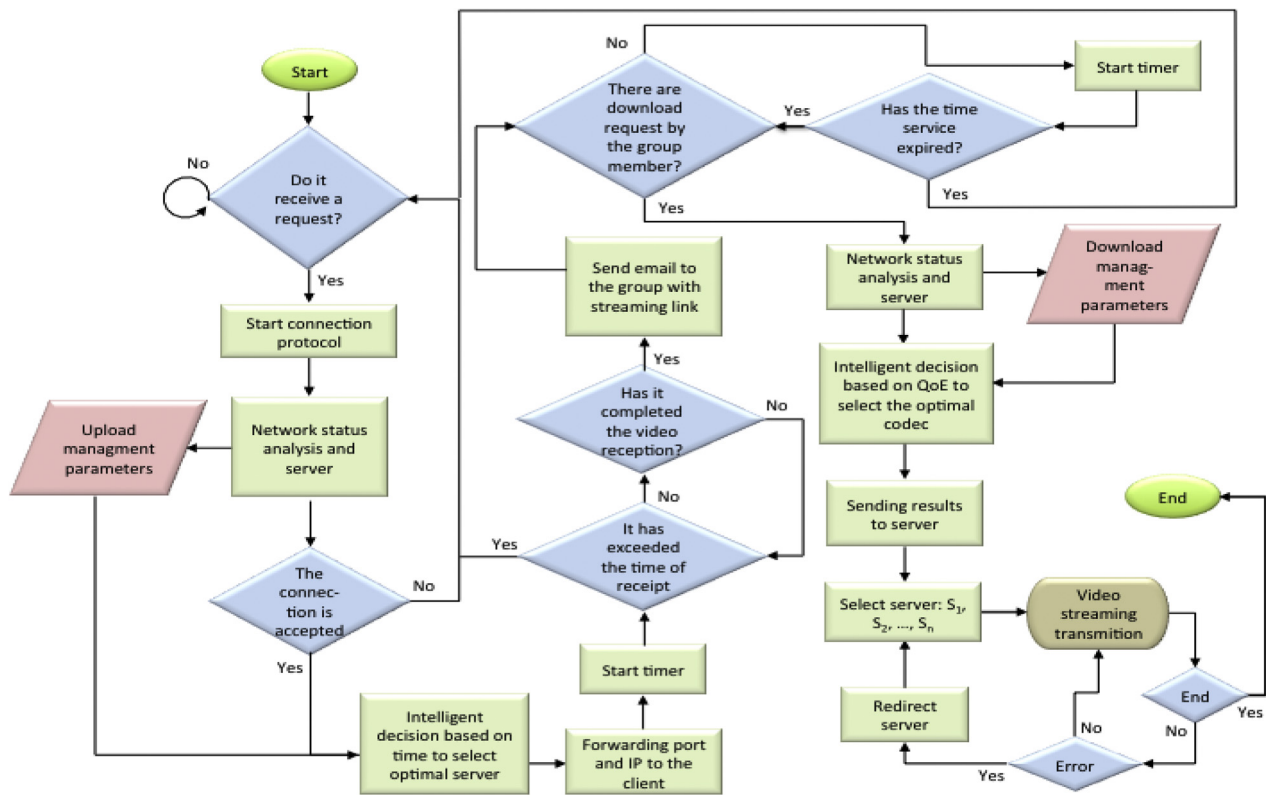 Start
Do it
receive a
request?
No
Yes
Start connection
protocol
Network status
analysis and
server
Upload
managment
parameters
The
connec-
tion is
accepted
No
Yes
Intelligent
decision based on
time to select
optimal server
Forwarding port
and IP to the
client
Start timer
It has
exceeded
the time of
receipt
Yes
No
Has it
completed
the video
reception?
No
Yes
Send email to
the group with
streaming link
There are
download
request by
the group
member?
No
Start timer
Has the time
service
expired?
Yes
Yes
Yes
Network status
analysis and
server
Download
manag-
ment
parameters
Intelligent decision
based on QoE to
select the optimal
codec
Sending results
to server
Select server: S1,
S2, ..., Sn
Video
streaming
transmition
End
Yes
No
Error
No
Yes
Redirect
server
End